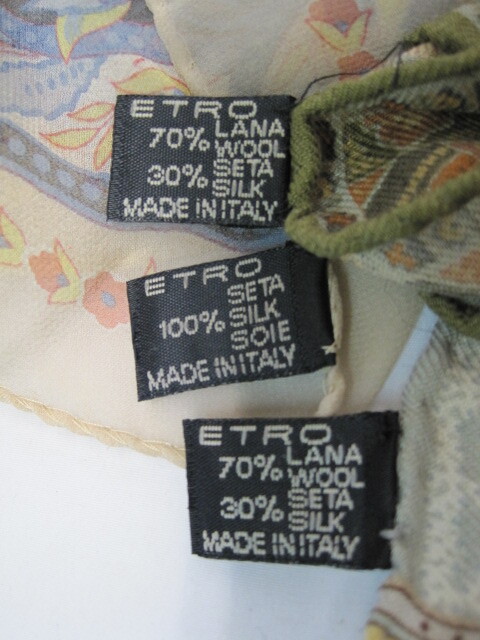 ETRO
70% LANA
WOOL
30% SETA
SILK
MADE IN ITALY
ETRO
SETA
100% SILK
SOIE
MADE IN ITALY
ETRO
70% LANA
WOOL
30% SETA
SILK
MADE IN ITALY